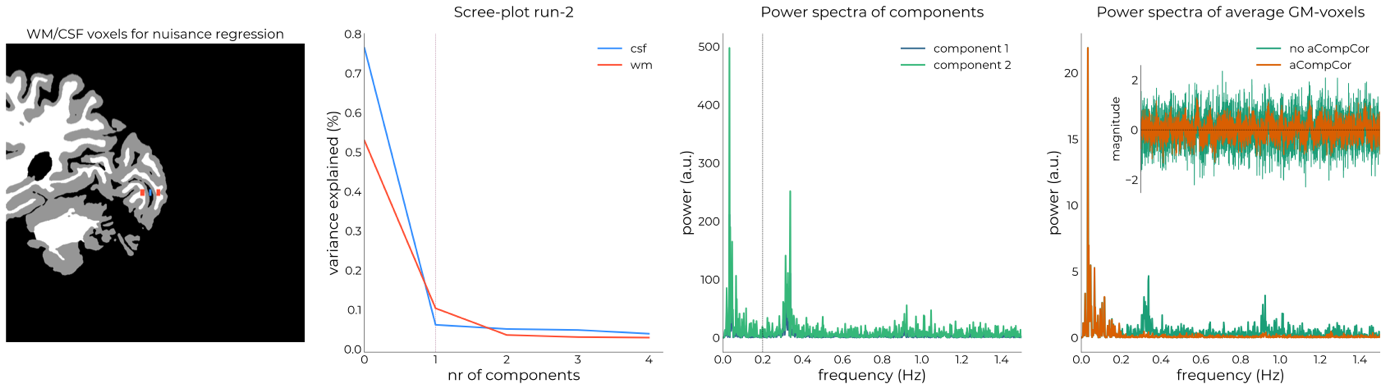 WM/CSF voxels for nuisance regression
Scree-plot run-2
variance explained (%)
0.8
0.7
0.6
0.5
0.4
0.3
0.2
0.1
0.0
csf
wm
0 1 2 3 4
nr of components
Power spectra of components
power (a.u.)
500
400
300
200
100
0
component 1
component 2
0.0 0.2 0.4 0.6 0.8 1.0 1.2 1.4
frequency (Hz)
Power spectra of average GM-voxels
power (a.u.)
20
15
10
5
0
no aCompCor
aCompCor
magnitude
2
0
−2
0.0 0.2 0.4 0.6 0.8 1.0 1.2 1.4
frequency (Hz)